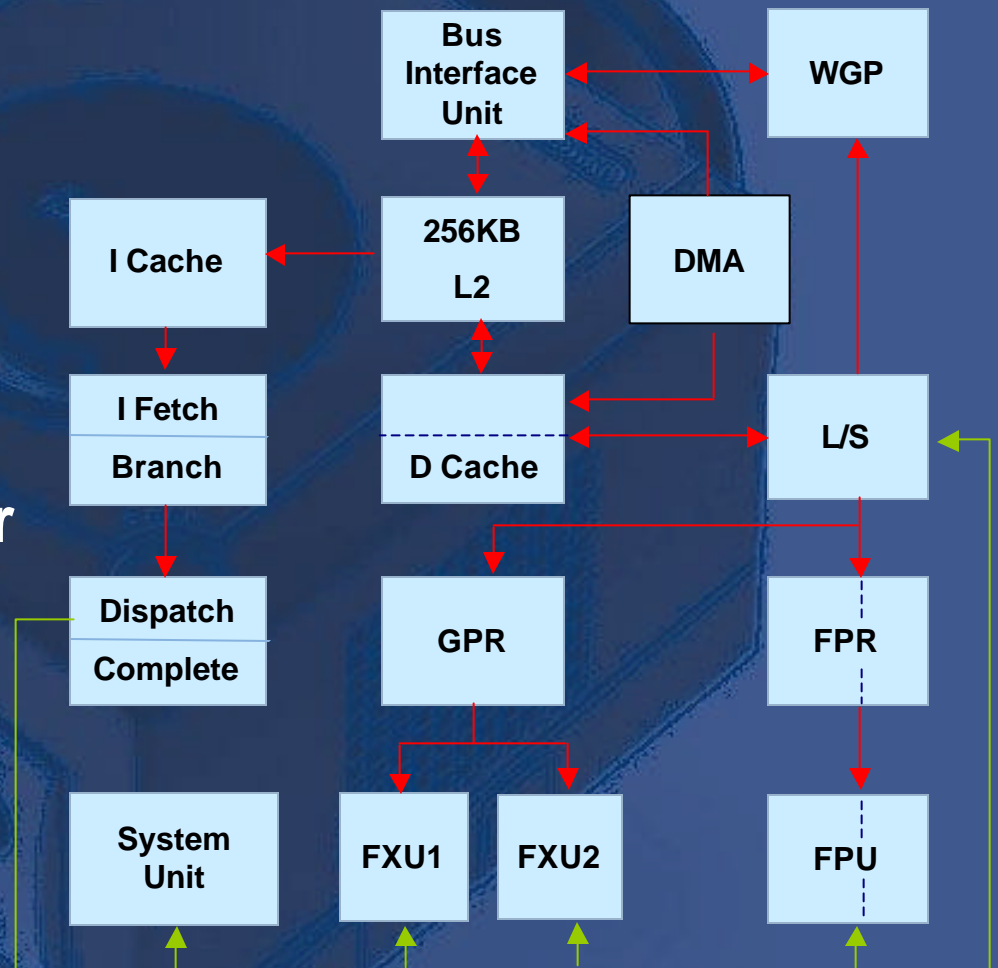 Bus
Interface
Unit
WGP
I Cache
256KB
L2
DMA
I Fetch
Branch
D Cache
L/S
r
Dispatch
Complete
GPR
FPR
System
Unit
FXU1
FXU2
FPU